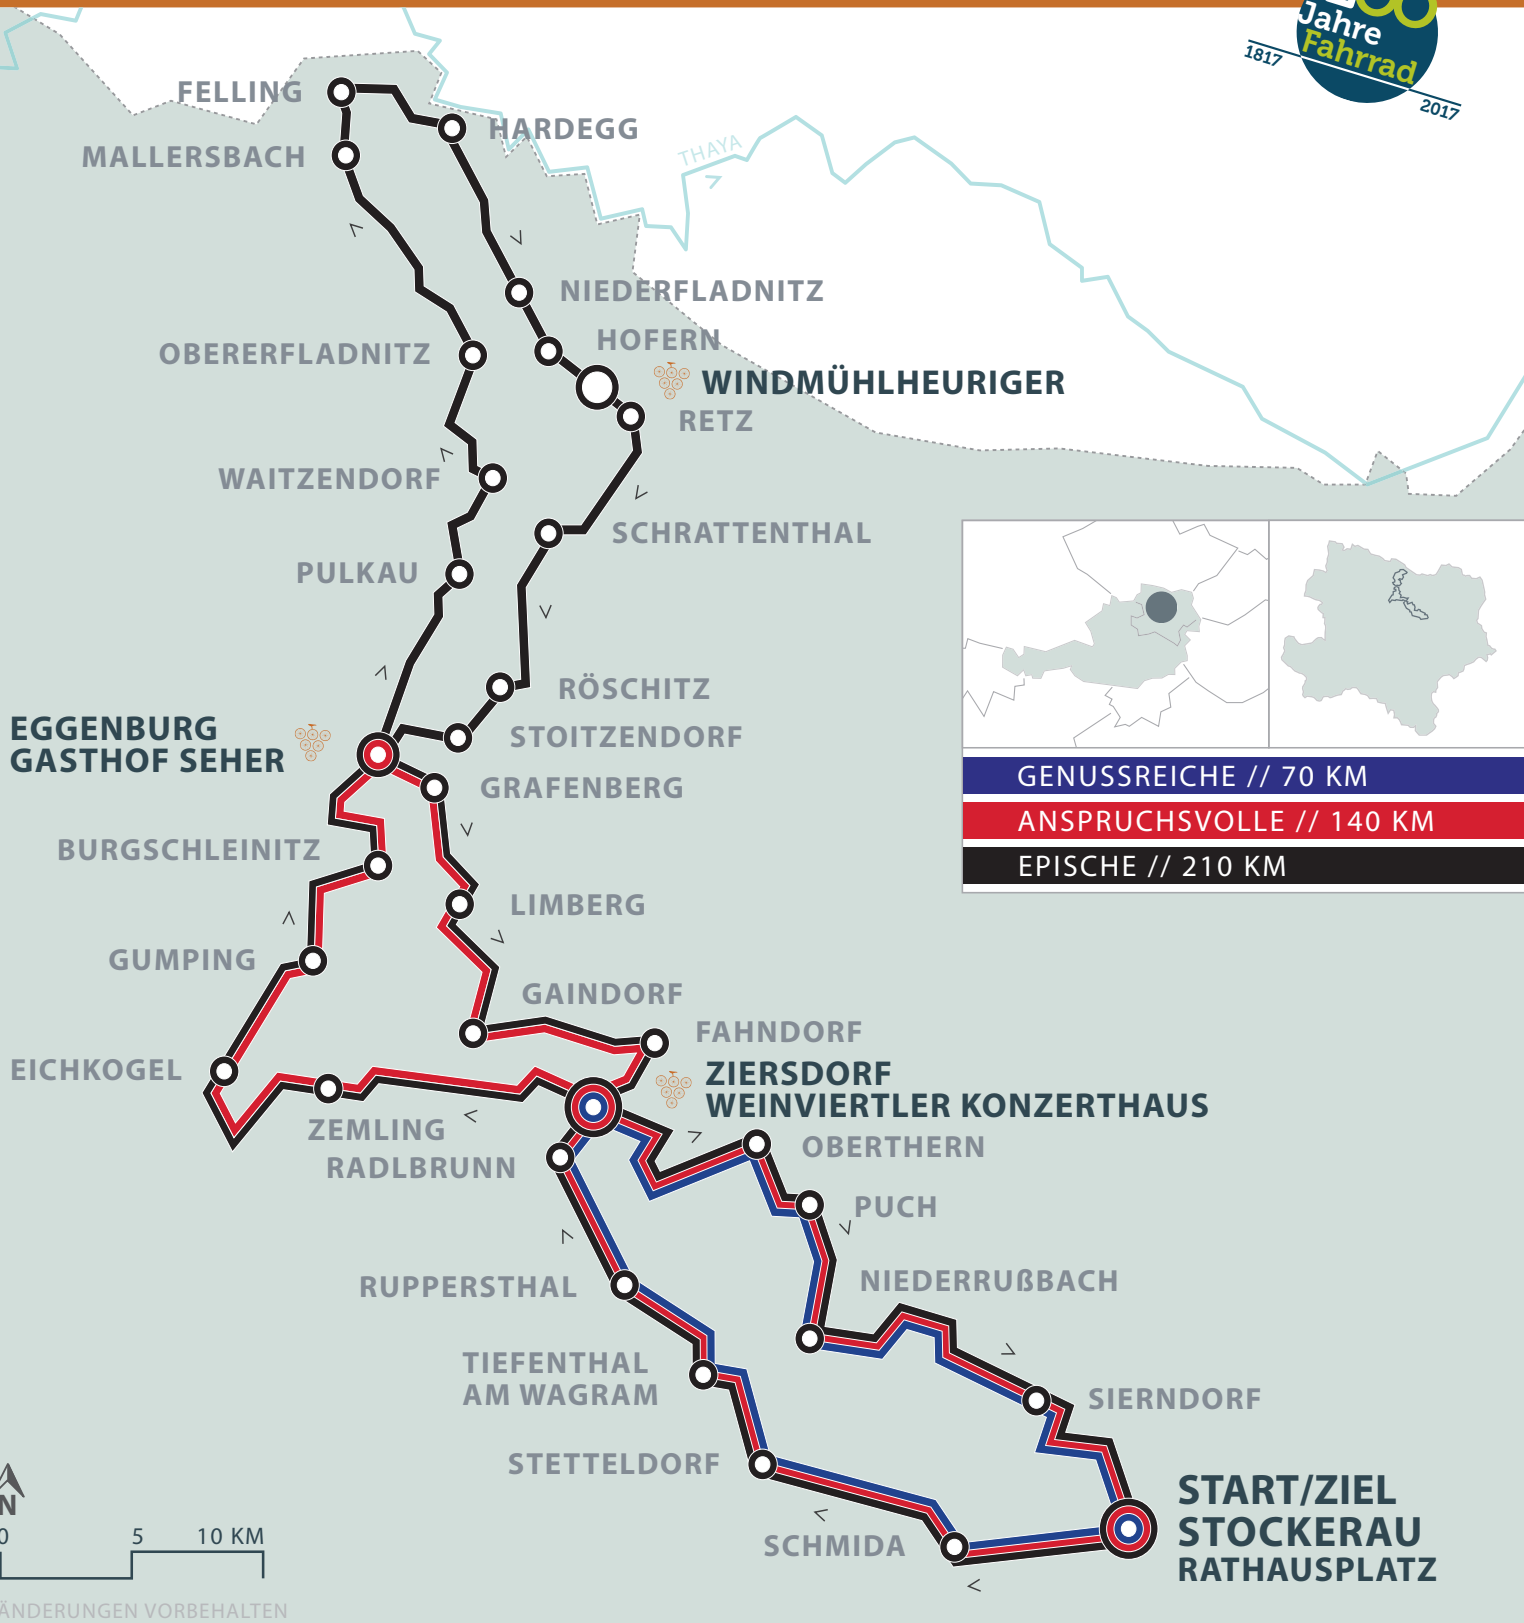 Jahre
Fahrrad
1817
2017
FELLING
HARDEGG
MALLERSBACH
THAYA
NIEDERFLADNITZ
HOFERN
OBERERFLADNITZ
WINDMÜHLHEURIGER
RETZ
WAITZENDORF
SCHRATTENTHAL
PULKAU
RÖSCHITZ
EGGENBURG
GASTHOF SEHER
STOITZENDORF
GRAFENBERG
GENUSSREICHE // 70 KM
ANSPRUCHSVOLLE // 140 KM
EPISCHE // 210 KM
BURGSCHLEINITZ
LIMBERG
GUMPING
GAINDORF
FAHNDORF
EICHKOGEL
ZIERSDORF
WEINVIERTLER KONZERTHAUS
ZEMLING
RADLBRUNN
OBERTHERN
PUCH
NIEDERRUßBACH
RUPPERSTHAL
TIEFENTHAL
AM WAGRAM
SIERNDORF
STETTELDORF
START/ZIEL
STOCKERAU
RATHAUSPLATZ
SCHMIDA
N
0 5 10 KM
ÄNDERUNGEN VORBEHALTEN